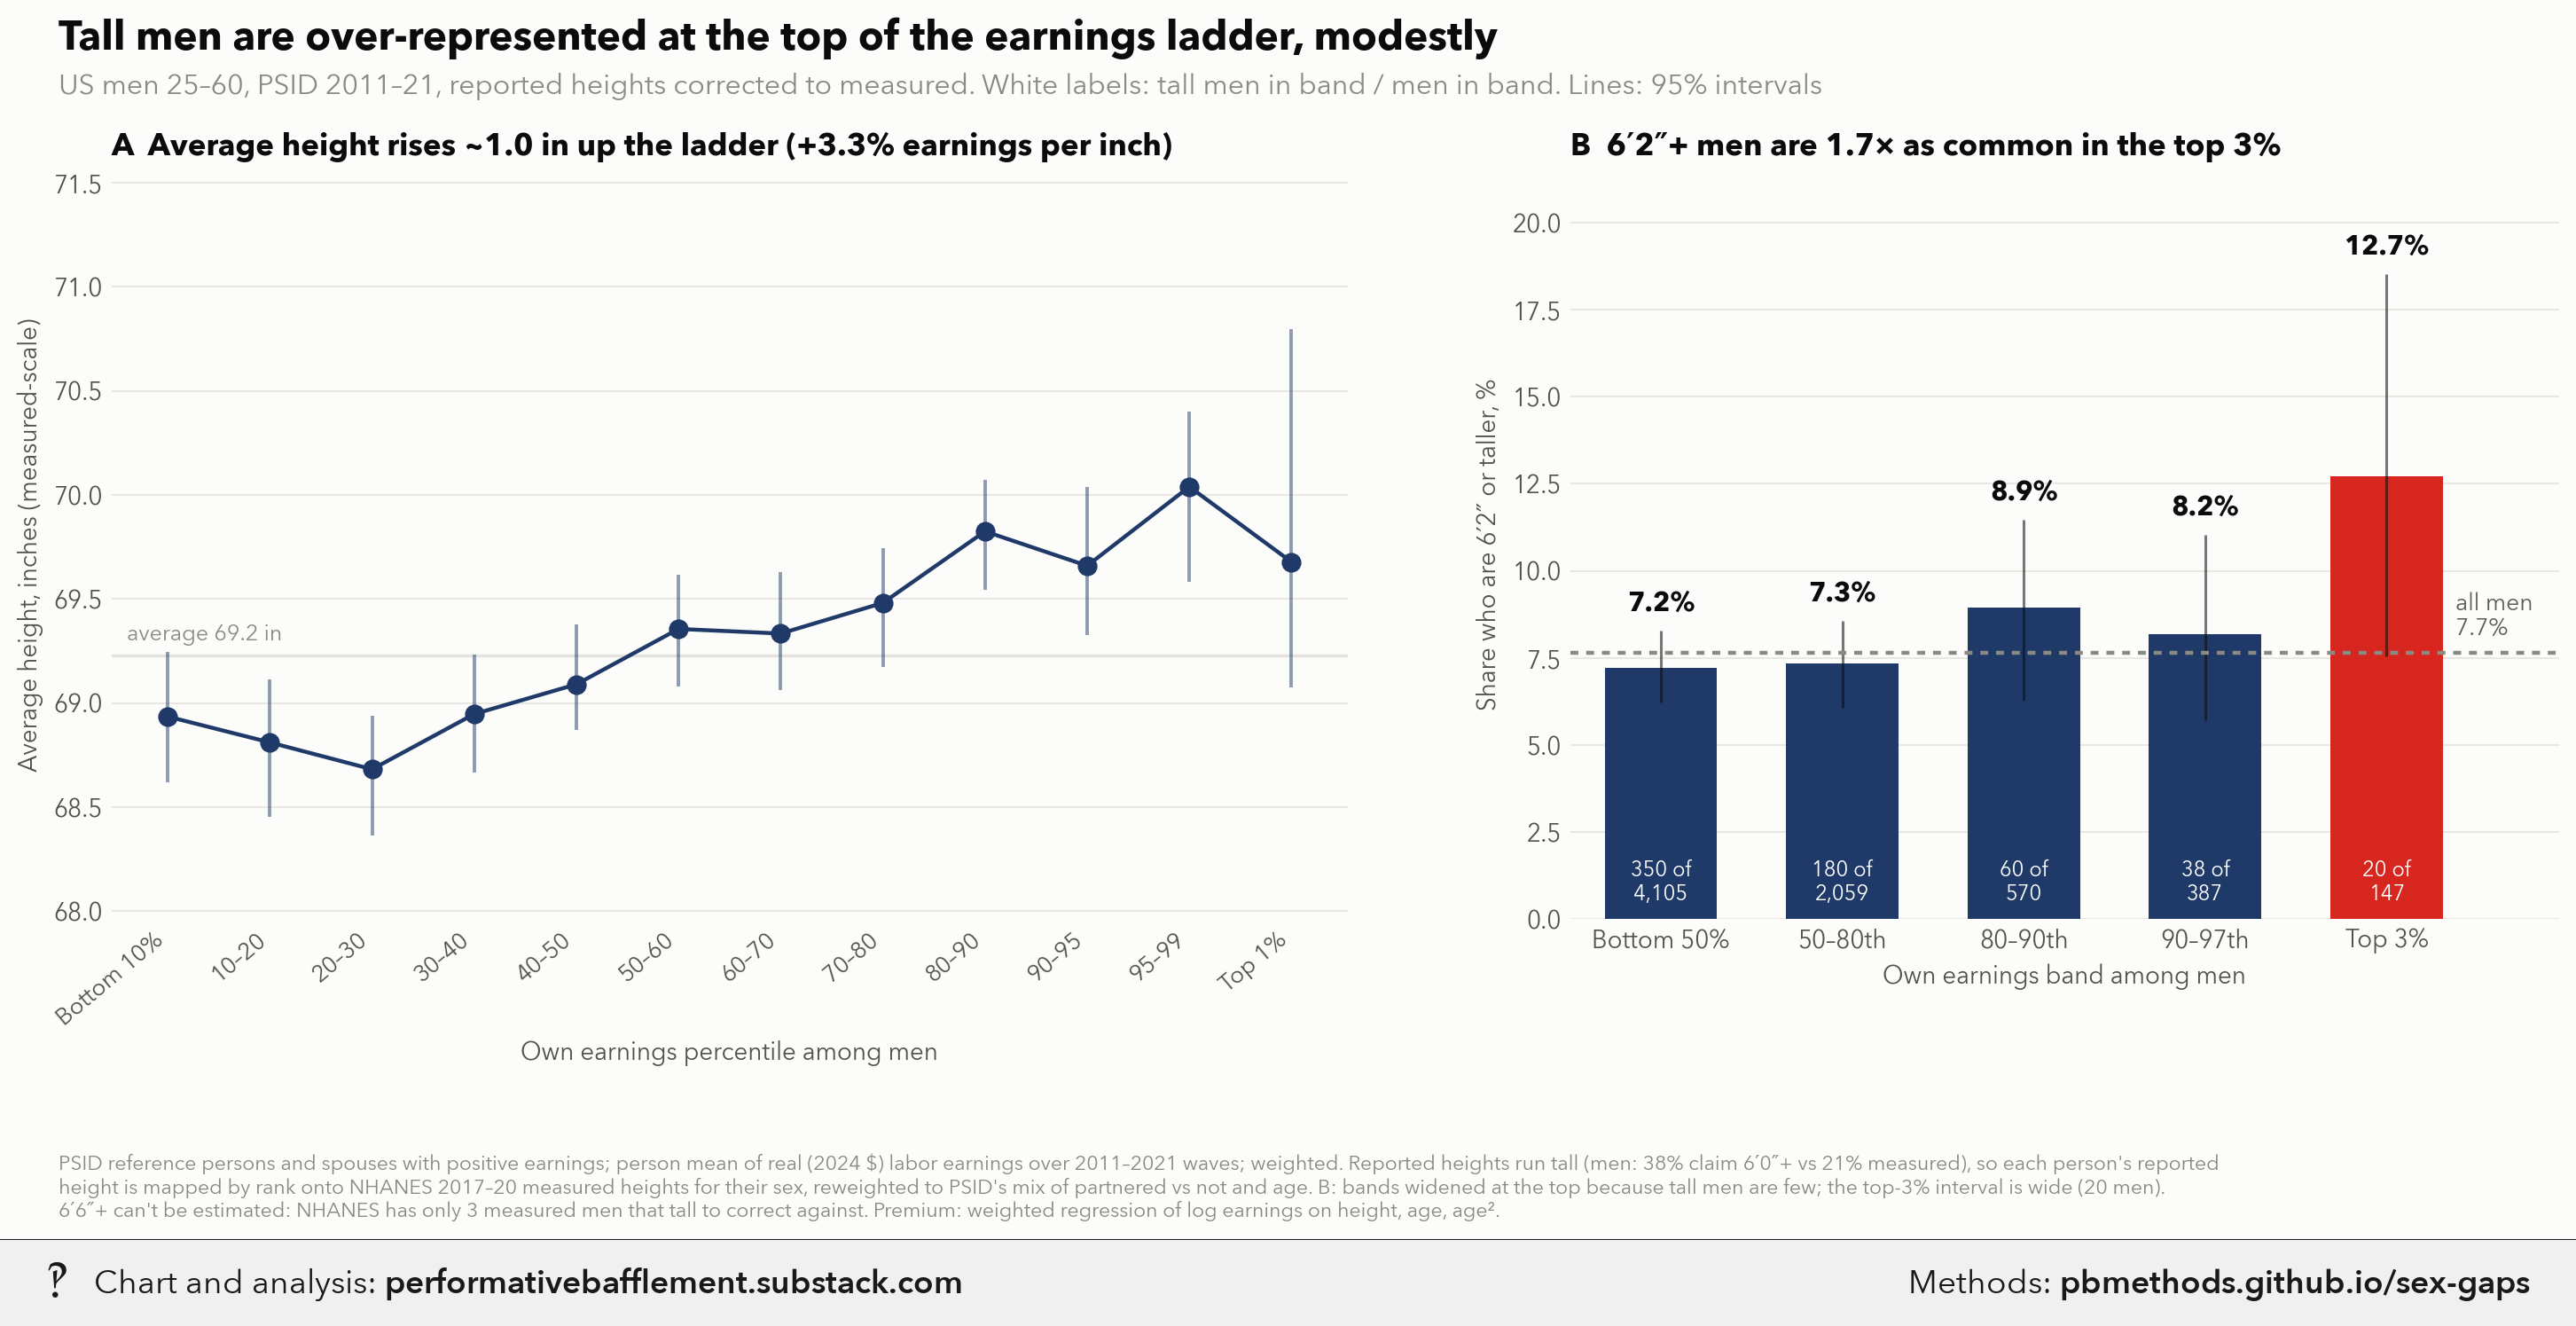 Tall men are over-represented at the top of the earnings ladder, modestly
US men 25–60, PSID 2011–21, reported heights corrected to measured. White labels: tall men in band / men in band. Lines: 95% intervals
A Average height rises ~1.0 in up the ladder (+3.3% earnings per inch)
71.5
71.0
70.5
70.0
69.5
69.0
68.5
68.0
Average height, inches (measured-scale)
average 69.2 in
Bottom 10%
10–20
20–30
30–40
40–50
50–60
60–70
70–80
80–90
90–95
95–99
Top 1%
Own earnings percentile among men
B 6′2″+ men are 1.7× as common in the top 3%
20.0
17.5
15.0
12.5
10.0
7.5
5.0
2.5
0.0
Share who are 6′2″ or taller, %
7.2%
7.3%
8.9%
8.2%
12.7%
all men
7.7%
350 of
4,105
180 of
2,059
60 of
570
38 of
387
20 of
147
Bottom 50%
50–80th
80–90th
90–97th
Top 3%
Own earnings band among men
PSID reference persons and spouses with positive earnings; person mean of real (2024 $) labor earnings over 2011–2021 waves; weighted. Reported heights run tall (men: 38% claim 6′0″+ vs 21% measured), so each person's reported
height is mapped by rank onto NHANES 2017–20 measured heights for their sex, reweighted to PSID's mix of partnered vs not and age. B: bands widened at the top because tall men are few; the top-3% interval is wide (20 men).
6′6″+ can't be estimated: NHANES has only 3 measured men that tall to correct against. Premium: weighted regression of log earnings on height, age, age².
‽ Chart and analysis: performativebafflement.substack.com
Methods: pbmethods.github.io/sex-gaps